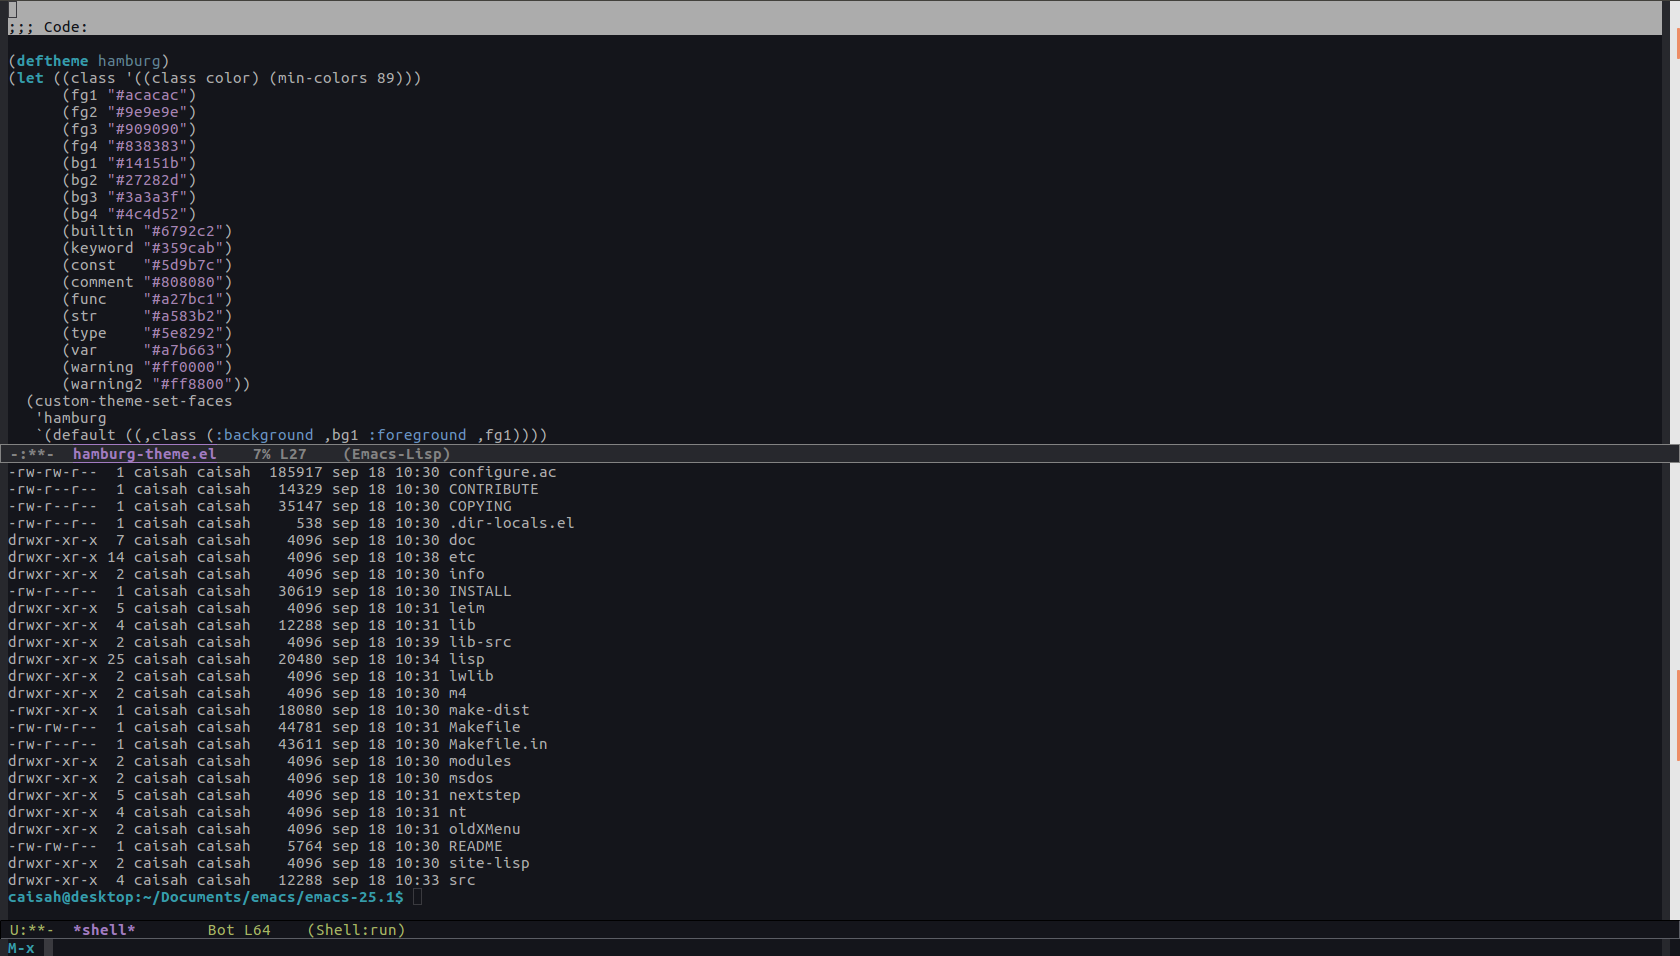 ;;; Code:
(deftheme hamburg)
(let ((class '((class color) (min-colors 89)))
      (fg1 "#acacac")
      (fg2 "#9e9e9e")
      (fg3 "#909090")
      (fg4 "#838383")
      (bg1 "#14151b")
      (bg2 "#27282d")
      (bg3 "#3a3a3f")
      (bg4 "#4c4d52")
      (builtin "#6792c2")
      (keyword "#359cab")
      (const   "#5d9b7c")
      (comment "#808080")
      (func    "#a27bc1")
      (str     "#a583b2")
      (type    "#5e8292")
      (var     "#a7b663")
      (warning "#ff0000")
      (warning2 "#ff8800"))
  (custom-theme-set-faces
   'hamburg
   `(default ((,class (:background ,bg1 :foreground ,fg1))))
-:**-  hamburg-theme.el    7% L27    (Emacs-Lisp)
-rw-rw-r--  1 caisah caisah  185917 sep 18 10:30 configure.ac
-rw-r--r--  1 caisah caisah   14329 sep 18 10:30 CONTRIBUTE
-rw-r--r--  1 caisah caisah   35147 sep 18 10:30 COPYING
-rw-r--r--  1 caisah caisah     538 sep 18 10:30 .dir-locals.el
drwxr-xr-x  7 caisah caisah    4096 sep 18 10:30 doc
drwxr-xr-x 14 caisah caisah    4096 sep 18 10:38 etc
drwxr-xr-x  2 caisah caisah    4096 sep 18 10:30 info
-rw-r--r--  1 caisah caisah   30619 sep 18 10:30 INSTALL
drwxr-xr-x  5 caisah caisah    4096 sep 18 10:31 leim
drwxr-xr-x  4 caisah caisah   12288 sep 18 10:31 lib
drwxr-xr-x  2 caisah caisah    4096 sep 18 10:39 lib-src
drwxr-xr-x 25 caisah caisah   20480 sep 18 10:34 lisp
drwxr-xr-x  2 caisah caisah    4096 sep 18 10:31 lwlib
drwxr-xr-x  2 caisah caisah    4096 sep 18 10:30 m4
-rwxr-xr-x  1 caisah caisah   18080 sep 18 10:30 make-dist
-rw-rw-r--  1 caisah caisah   44781 sep 18 10:31 Makefile
-rw-r--r--  1 caisah caisah   43611 sep 18 10:30 Makefile.in
drwxr-xr-x  2 caisah caisah    4096 sep 18 10:30 modules
drwxr-xr-x  2 caisah caisah    4096 sep 18 10:30 msdos
drwxr-xr-x  5 caisah caisah    4096 sep 18 10:31 nextstep
drwxr-xr-x  4 caisah caisah    4096 sep 18 10:31 nt
drwxr-xr-x  2 caisah caisah    4096 sep 18 10:31 oldXMenu
-rw-rw-r--  1 caisah caisah    5764 sep 18 10:30 README
drwxr-xr-x  2 caisah caisah    4096 sep 18 10:30 site-lisp
drwxr-xr-x  4 caisah caisah   12288 sep 18 10:33 src
caisah@desktop:~/Documents/emacs/emacs-25.1$
U:**-  *shell*        Bot L64    (Shell:run)
M-x